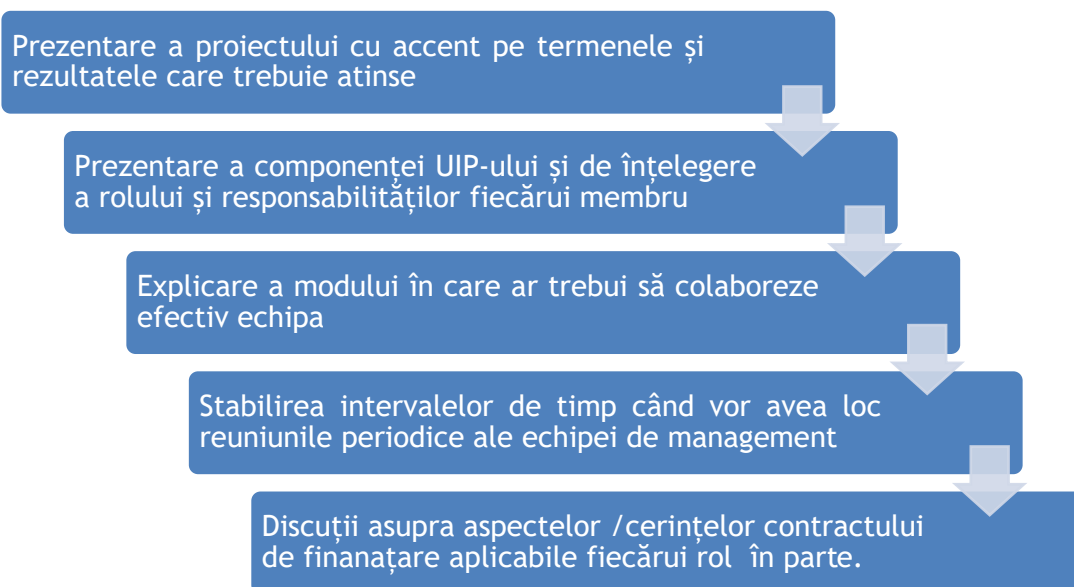 Prezentare a proiectului cu accent pe termenele și
rezultatele care trebuie atinse
Prezentare a componenței UIP-ului și de înțelegere
a rolului și responsabilităților fiecărui membru
Explicare a modului în care ar trebui să colaboreze
efectiv echipa
Stabilirea intervalelor de timp când vor avea loc
reuniunile periodice ale echipei de management
Discuții asupra aspectelor /cerințelor contractului
de finanațare aplicabile fiecărui rol în parte.